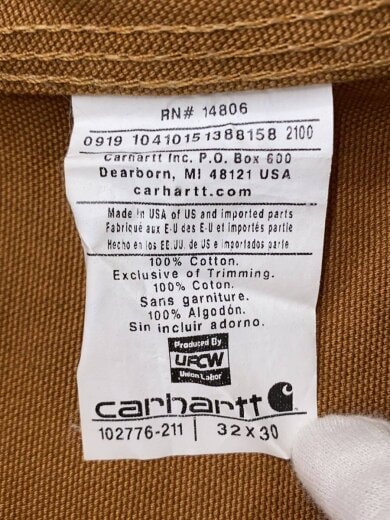 RN# 14806
0919 10410151388158 2100
Carhartt Inc. P.O. Box 600
Dearborn, MI 48121 USA
carhartt.com
Made in USA of US and imported parts
Fabriqué aux E-U des E-U et importés partie
Hecho en los EE.UU. de US e importados parte
100% Cotton.
Exclusive of Trimming.
100% Coton.
Sans garniture.
100% Algodón.
Sin incluir adorno.
Produced By
UFCW
Union Labor
carhartt
102776-211 | 32 x 30